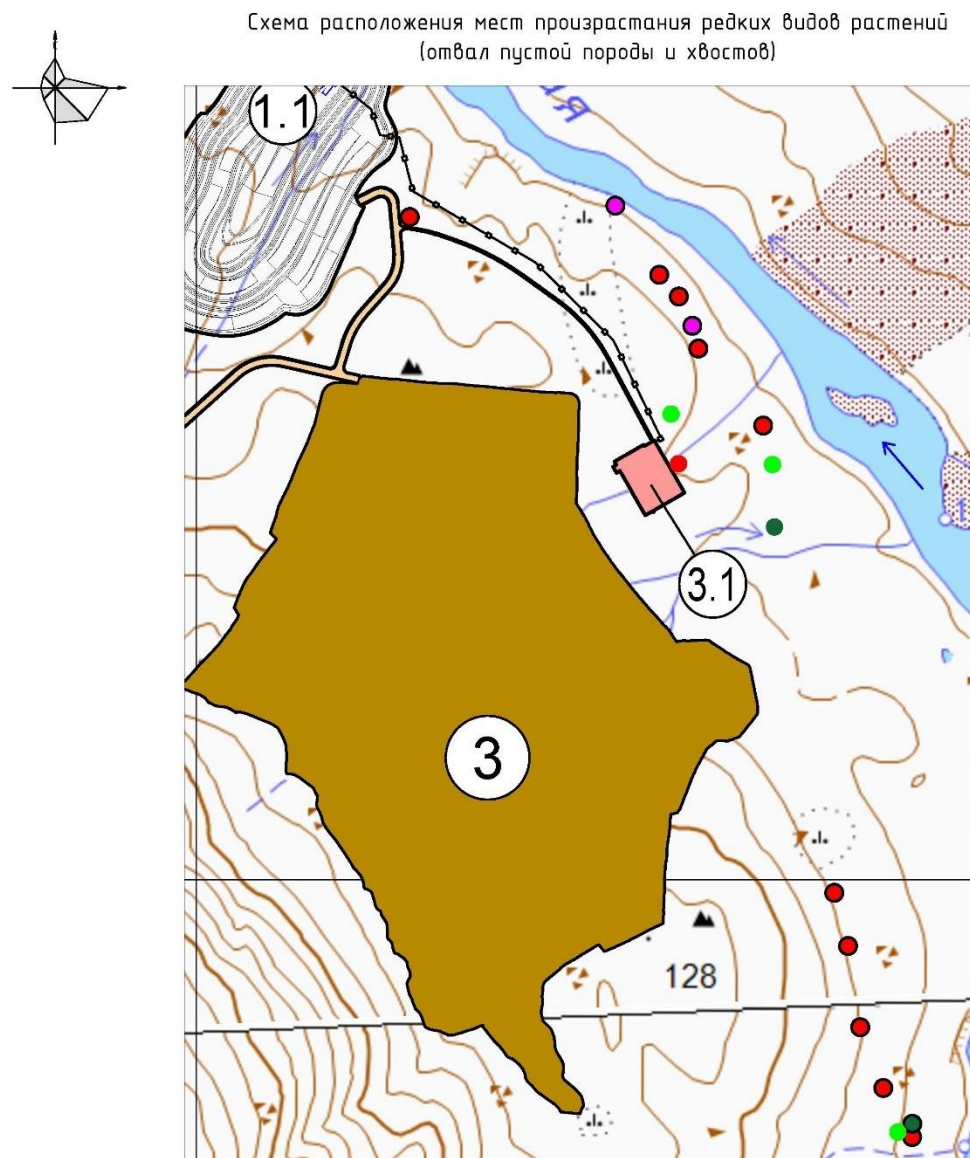 Схема расположения мест произрастания редких видов растений
(отвал пустой породы и хвостов)
1.1
3.1
3
128